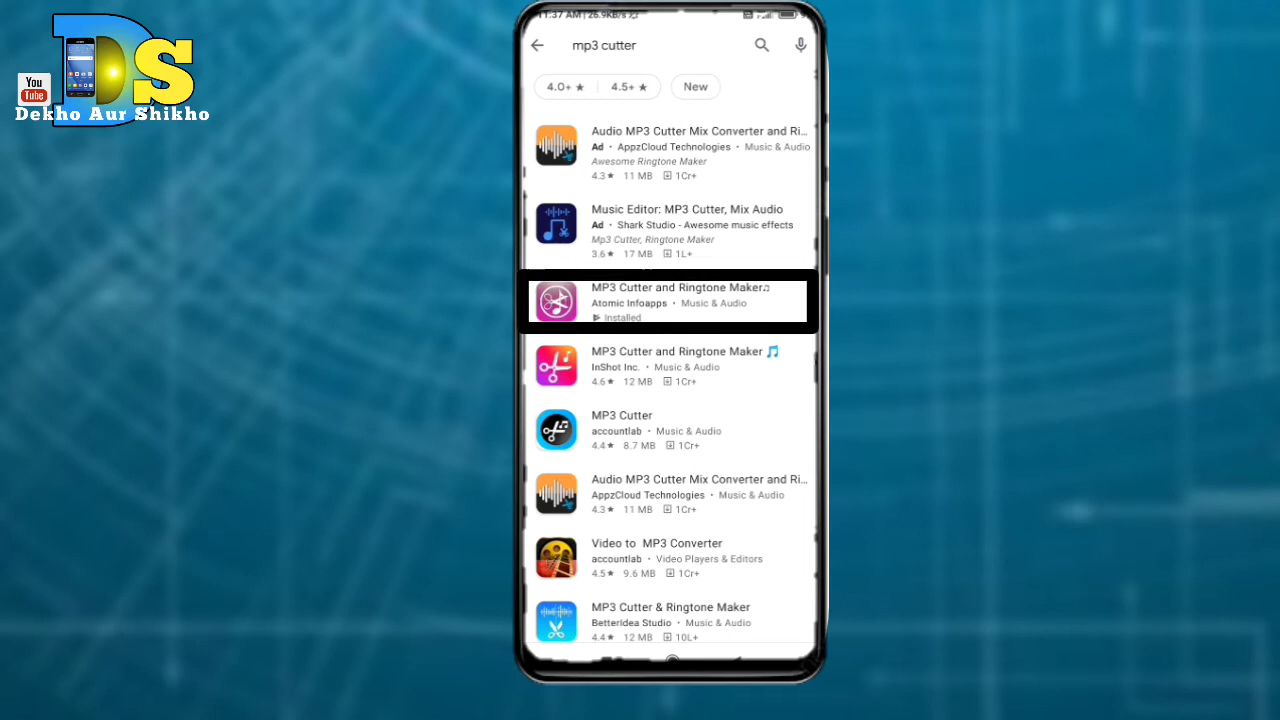 DS
You
Tube
Dekho Aur Shikho
11:37 AM | 26.9KB/s
mp3 cutter
4.0+ ★ 4.5+ ★ New
Audio MP3 Cutter Mix Converter and Ri...
Ad • AppzCloud Technologies • Music & Audio
Awesome Ringtone Maker
4.3★ 11 MB 1Cr+
Music Editor: MP3 Cutter, Mix Audio
Ad • Shark Studio - Awesome music effects
Mp3 Cutter, Ringtone Maker
3.6★ 17 MB 1L+
MP3 Cutter and Ringtone Maker♫
Atomic Infoapps • Music & Audio
Installed
MP3 Cutter and Ringtone Maker 🎵
InShot Inc. • Music & Audio
4.6★ 12 MB 1Cr+
MP3 Cutter
accountlab • Music & Audio
4.4★ 8.7 MB 1Cr+
Audio MP3 Cutter Mix Converter and Ri...
AppzCloud Technologies • Music & Audio
4.3★ 11 MB 1Cr+
Video to MP3 Converter
accountlab • Video Players & Editors
4.5★ 9.6 MB 1Cr+
MP3 Cutter & Ringtone Maker
BetterIdea Studio • Music & Audio
4.4★ 12 MB 10L+